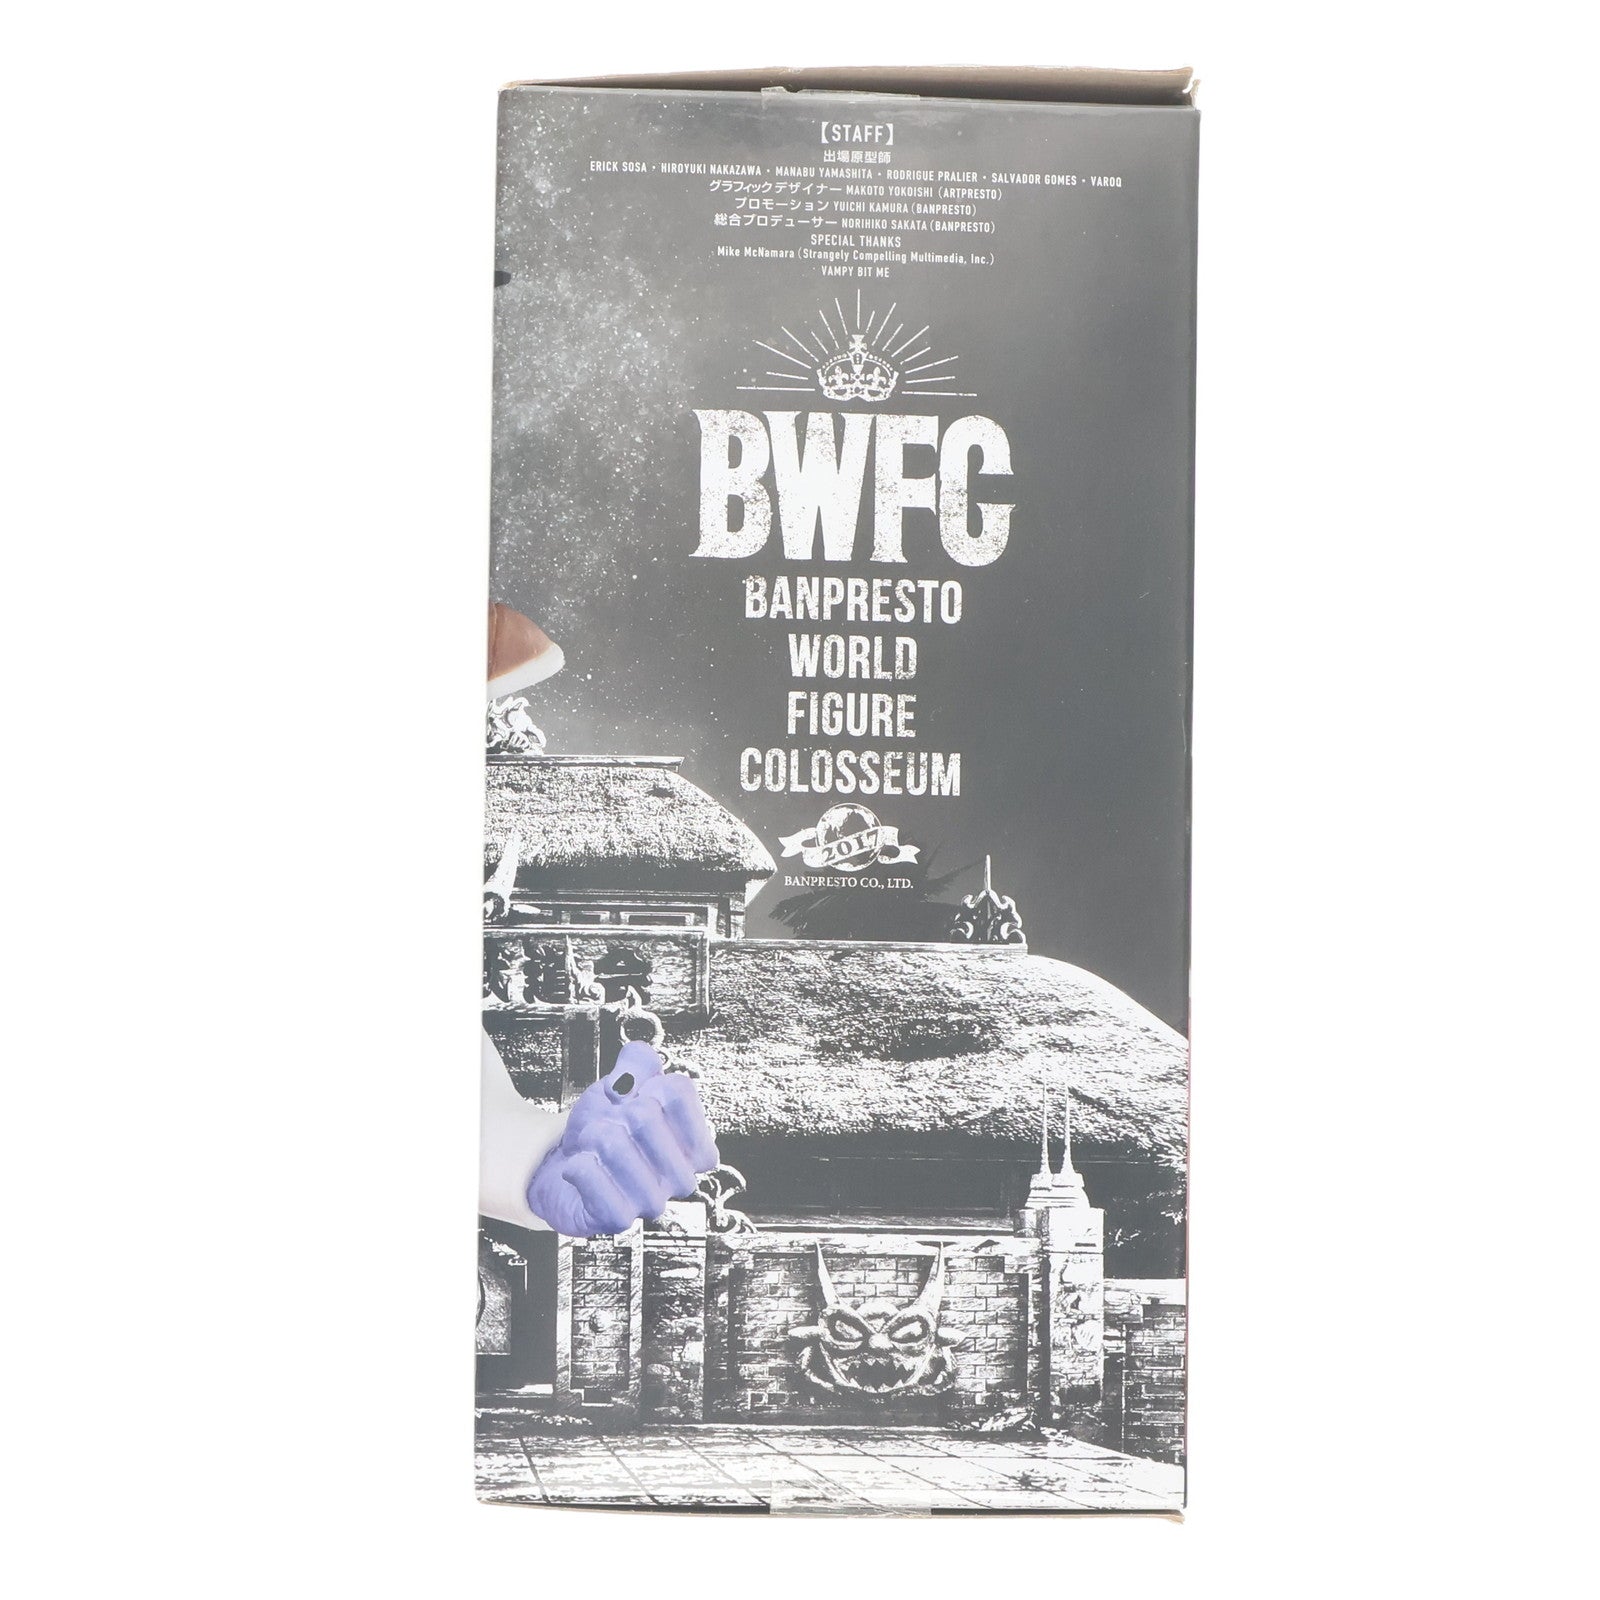 【STAFF】
出場原型師
ERICK SOSA・HIROYUKI NAKAZAWA・MANABU YAMASHITA・RODRIGUE PRALIER・SALVADOR GOMES・VAROQ
グラフィックデザイナー MAKOTO YOKOISHI (ARTPRESTO)
プロモーション YUICHI KAMURA (BANPRESTO)
総合プロデューサー NORIHIKO SAKATA (BANPRESTO)
SPECIAL THANKS
Mike McNamara (Strangely Compelling Multimedia, Inc.)
VAMPY BIT ME
BWFC
BANPRESTO
WORLD
FIGURE
COLOSSEUM
2017
BANPRESTO CO., LTD.